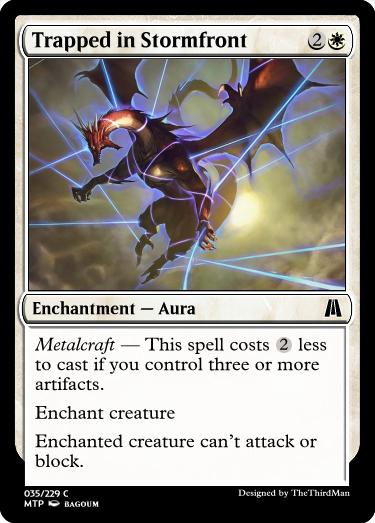 Trapped in Stormfront 2
Enchantment — Aura
Metalcraft — This spell costs 2 less
to cast if you control three or more
artifacts.
Enchant creature
Enchanted creature can't attack or
block.
035/229 C
MTP BAGOUM
Designed by TheThirdMan